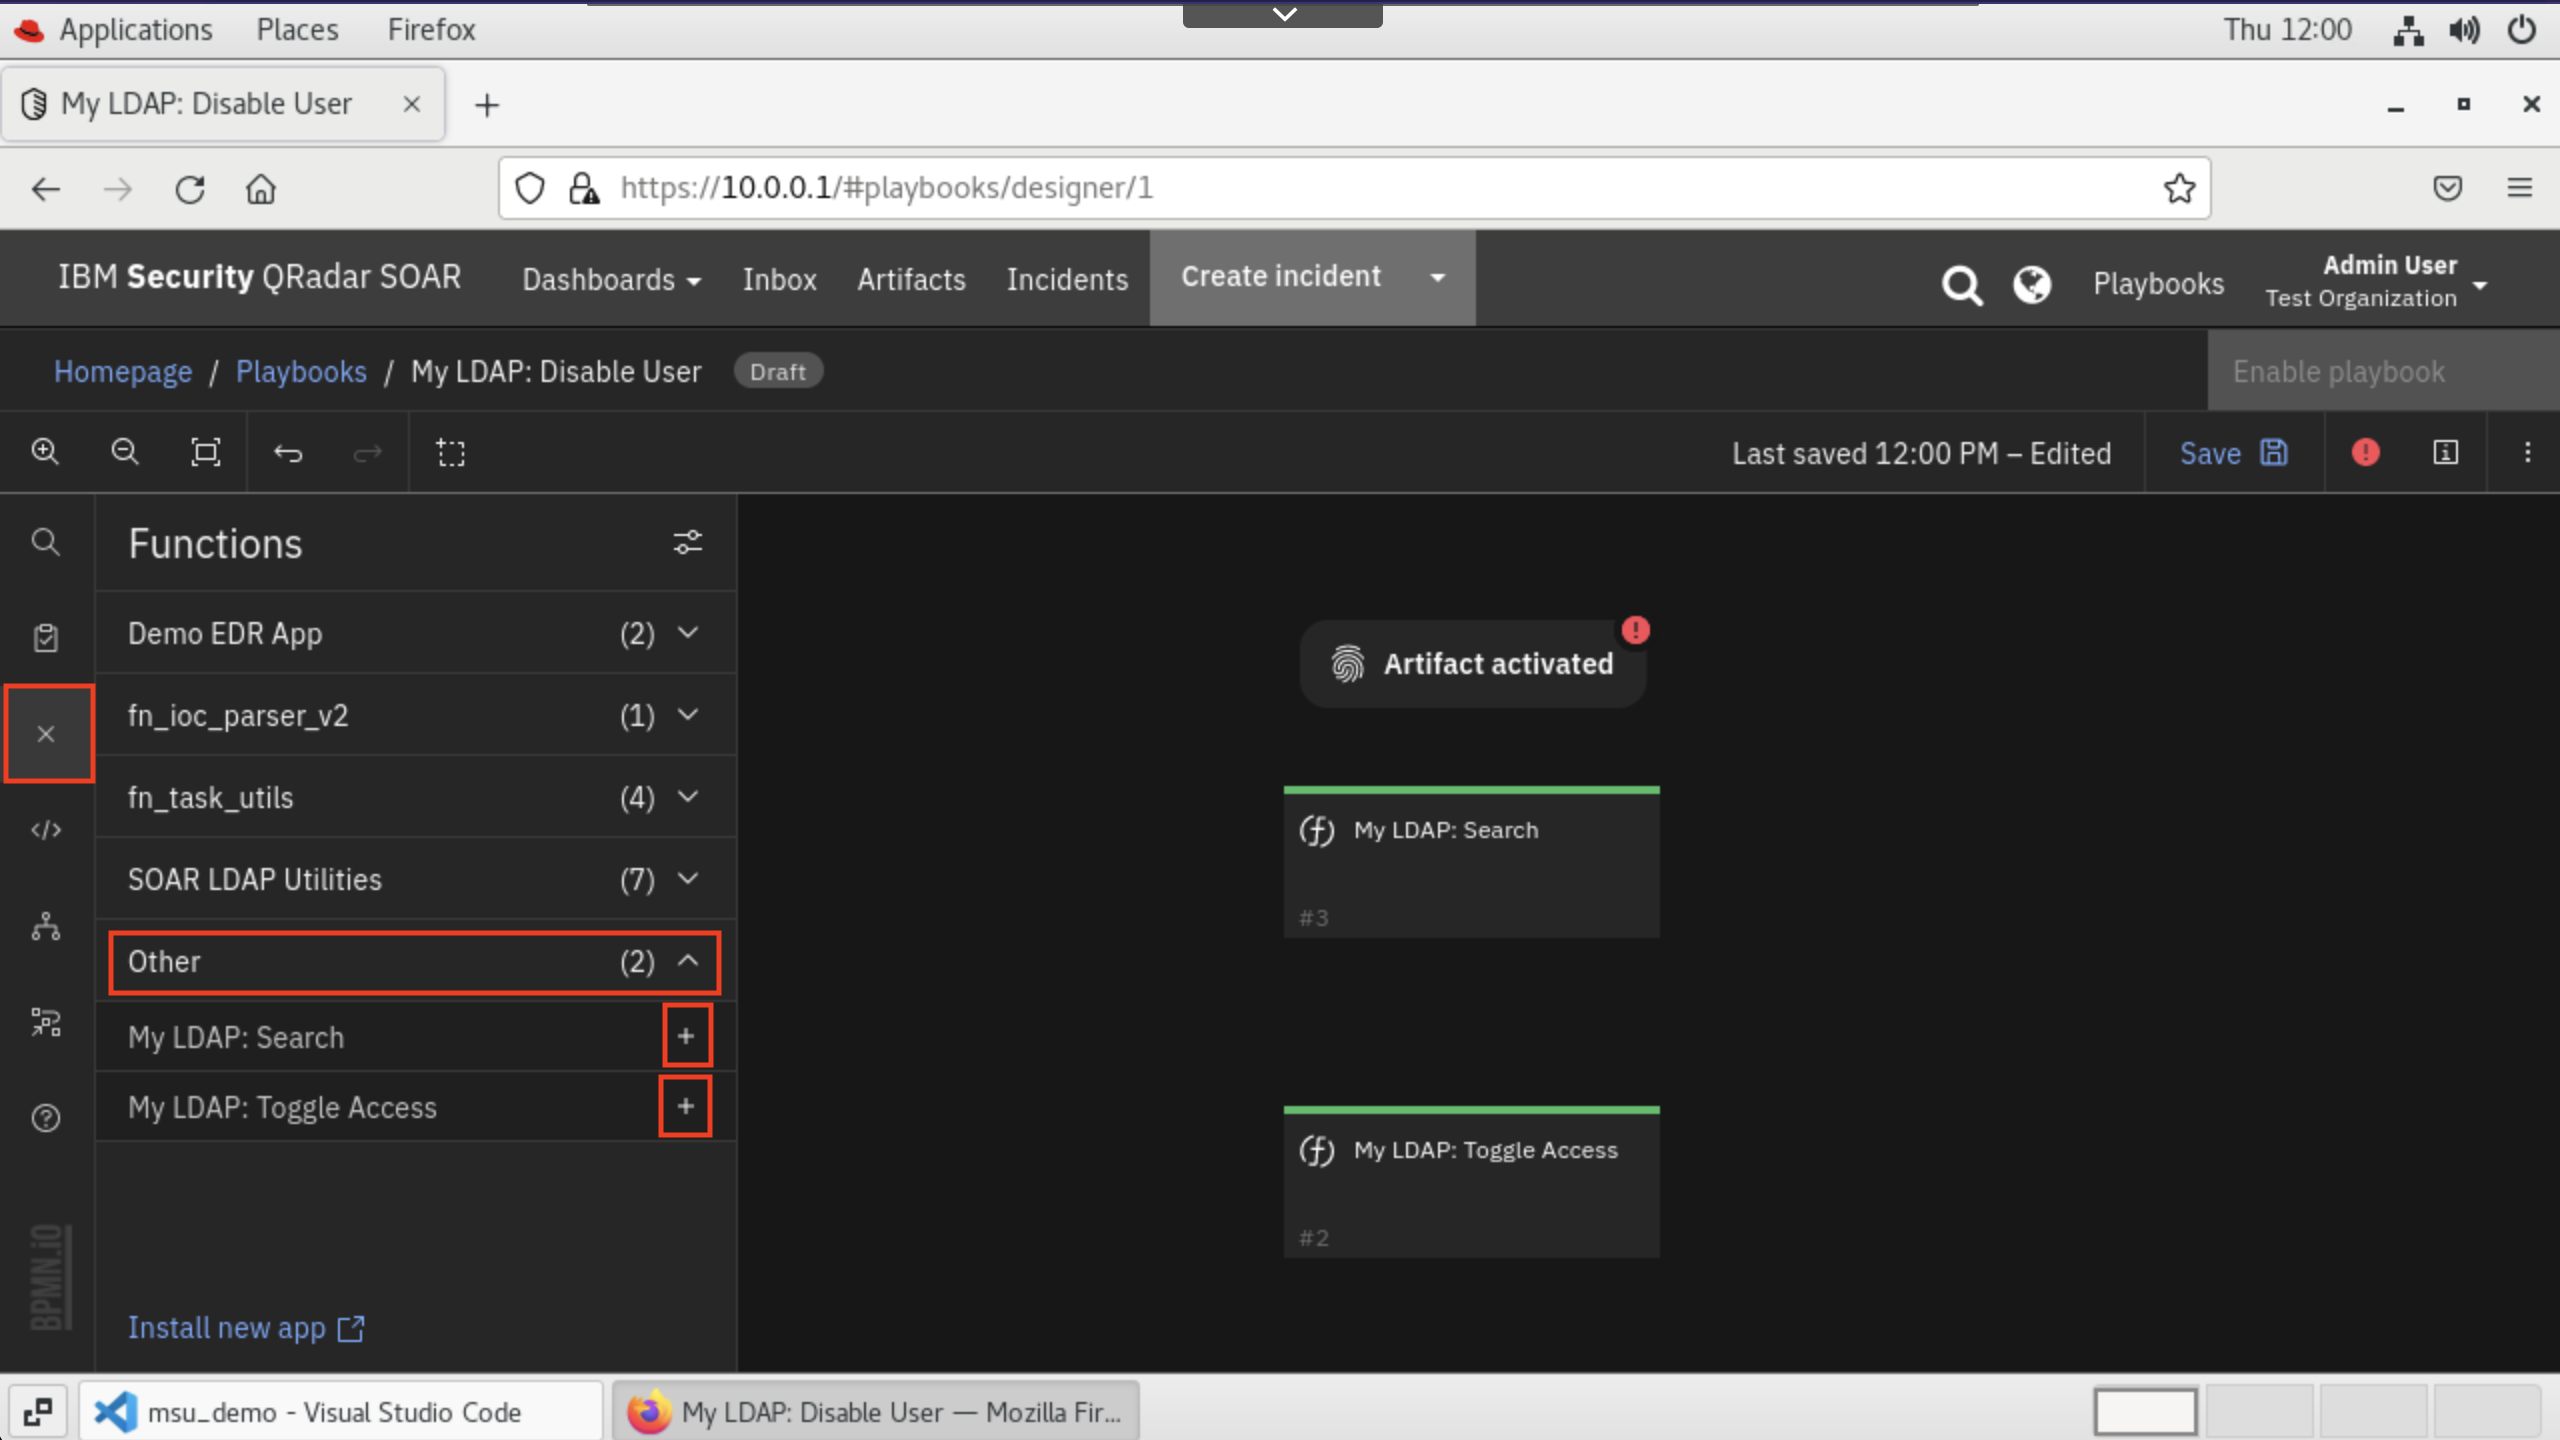 Applications Places Firefox Thu 12:00
My LDAP: Disable User
https://10.0.0.1/#playbooks/designer/1
IBM Security QRadar SOAR Dashboards Inbox Artifacts Incidents Create incident Playbooks Admin User
Test Organization
Homepage / Playbooks / My LDAP: Disable User Draft Enable playbook
Last saved 12:00 PM – Edited Save
Functions
Demo EDR App (2)
fn_ioc_parser_v2 (1)
fn_task_utils (4)
SOAR LDAP Utilities (7)
Other (2)
My LDAP: Search
My LDAP: Toggle Access
Install new app
BPMN.iO
Artifact activated
My LDAP: Search
#3
My LDAP: Toggle Access
#2
msu_demo - Visual Studio Code My LDAP: Disable User — Mozilla Fir...